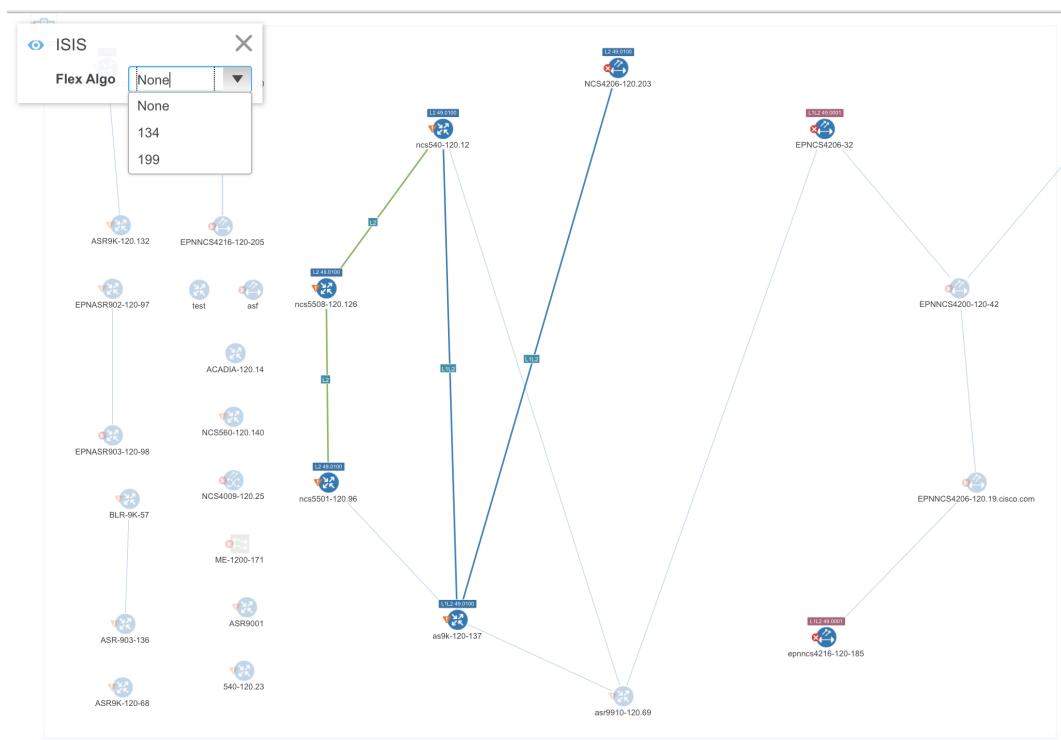 ISIS
Flex Algo
None
None
134
199
L2 49.0100
NCS4206-120.203
L2 49.0100
ncs540-120.12
L1L2 49.0001
EPNCS4206-32
ASR9K-120.132
EPNNCS4216-120-205
L2
L2 49.0100
ncs5508-120.126
EPNASR902-120-97
test
asf
EPNNCS4200-120-42
L1L2
L1L2
ACADIA-120.14
L2
NCS560-120.140
EPNASR903-120-98
L2 49.0100
ncs5501-120.96
NCS4009-120.25
EPNNCS4206-120.19.cisco.com
BLR-9K-57
ME-1200-171
L1L2 49.0100
as9k-120-137
ASR9001
ASR-903-136
L1L2 49.0001
epnncs4216-120-185
540-120.23
ASR9K-120-68
asr9910-120.69